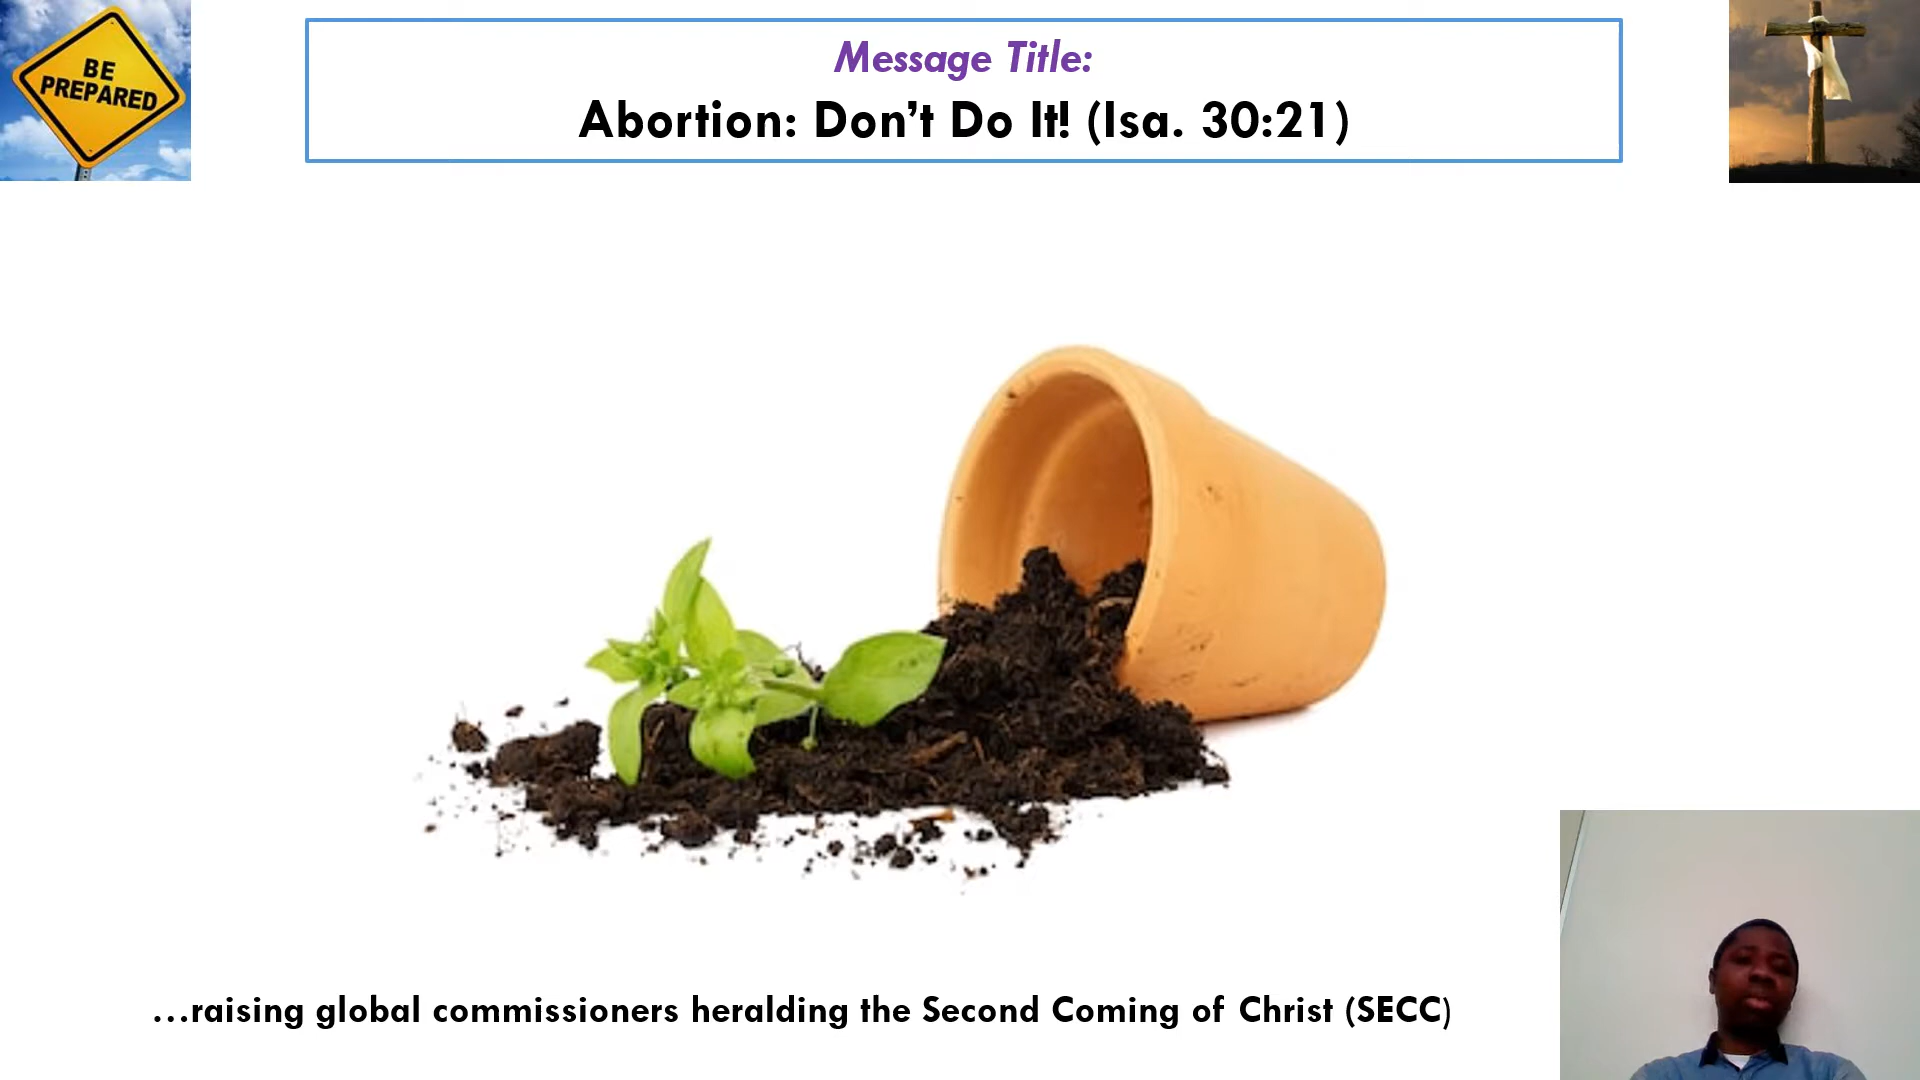 BE
PREPARED
Message Title:
Abortion: Don’t Do It! (Isa. 30:21)
...raising global commissioners heralding the Second Coming of Christ (SECC)